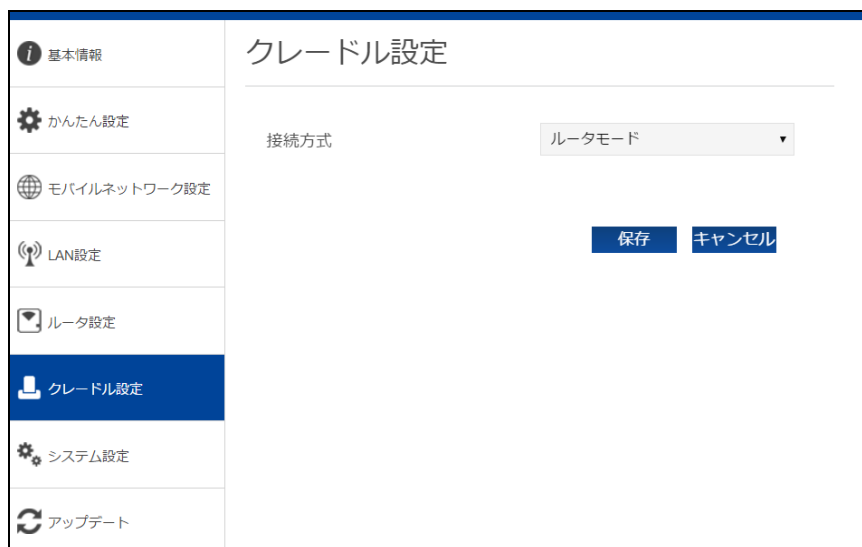 基本情報
かんたん設定
モバイルネットワーク設定
LAN設定
ルータ設定
クレードル設定
システム設定
アップデート
クレードル設定
接続方式
ルータモード
保存
キャンセル